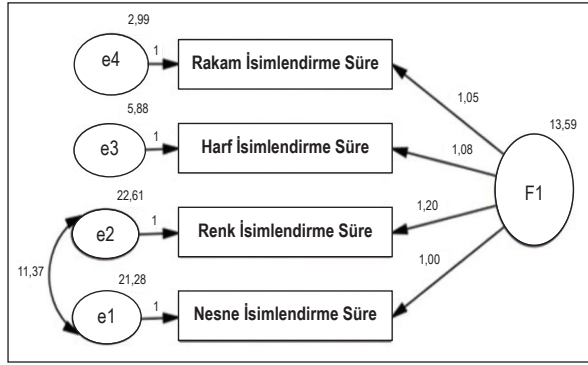 2,99
e4
1
Rakam İsimlendirme Süre
1,05
13,59
5,88
e3
1
Harf İsimlendirme Süre
1,08
F1
22,61
e2
1
Renk İsimlendirme Süre
1,20
11,37
21,28
e1
1
Nesne İsimlendirme Süre
1,00